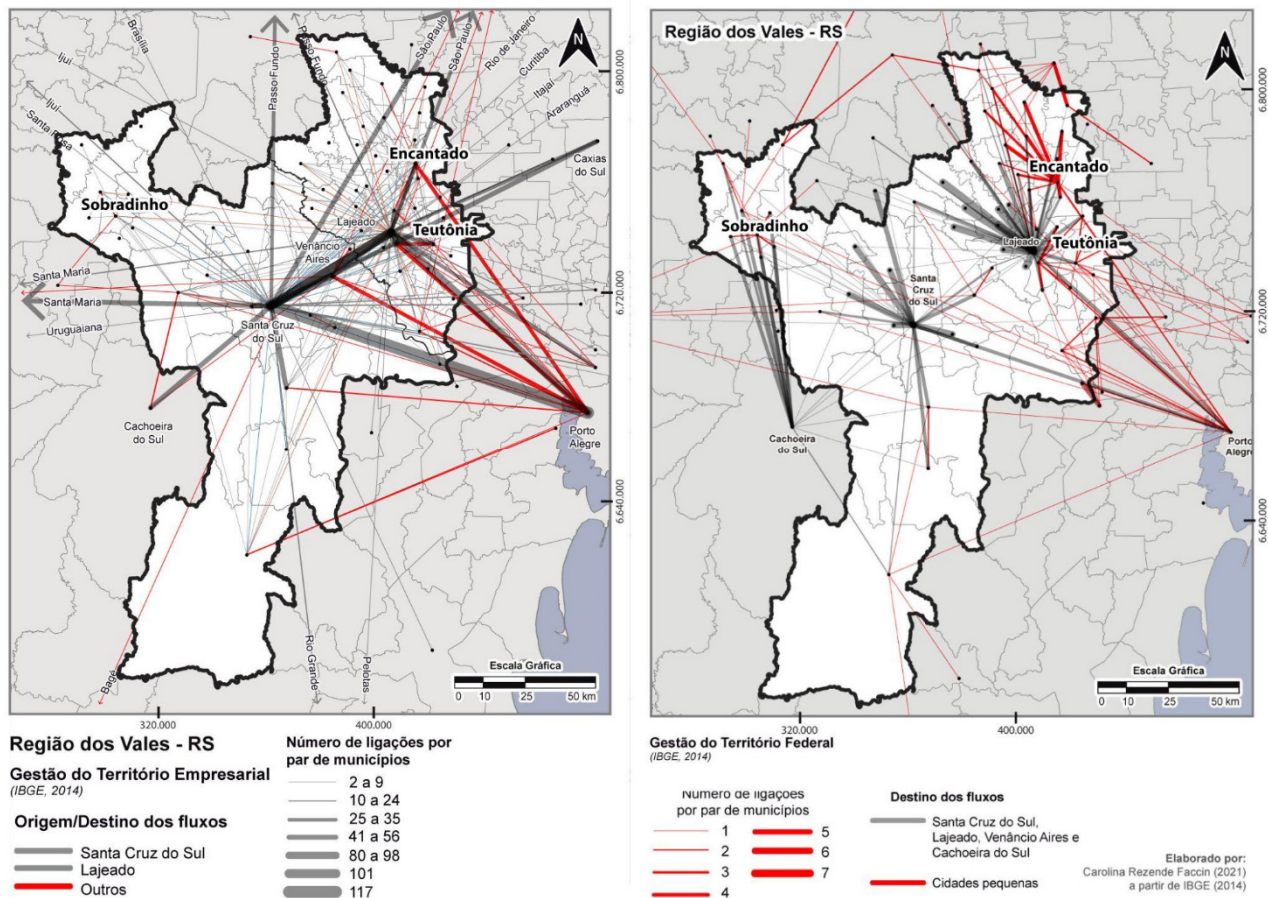 Brasília
Ijuí
Ijuí
Santa Rosa
Passo Fundo
Passo Fundo
São Paulo
São Paulo
Rio de Janeiro
Curitiba
Itajaí
Araranguá
6.800.000
Encantado
Caxias
do Sul
Sobradinho
Lajeado
Teutônia
Venâncio
Aires
Santa Maria
Santa Maria
Uruguaiana
6.720.000
Santa Cruz
do Sul
Cachoeira
do Sul
Porto
Alegre
6.640.000
Bagé
Rio Grande
Pelotas
Escala Gráfica
0 10 25 50 km
320.000
400.000
Região dos Vales - RS
Gestão do Território Empresarial
(IBGE, 2014)
Origem/Destino dos fluxos
Santa Cruz do Sul
Lajeado
Outros
Número de ligações por
par de municípios
2 a 9
10 a 24
25 a 35
41 a 56
80 a 98
101
117
Região dos Vales - RS
6.800.000
Encantado
Sobradinho
Lajeado
Teutônia
Santa
Cruz
do Sul
6.720.000
Cachoeira
do Sul
Porto
Alegre
6.640.000
Escala Gráfica
0 10 25 50 km
320.000
400.000
Gestão do Território Federal
(IBGE, 2014)
Número de ligações
por par de municípios
1
2
3
4
5
6
7
Destino dos fluxos
Santa Cruz do Sul,
Lajeado, Venâncio Aires e
Cachoeira do Sul
Cidades pequenas
Elaborado por:
Carolina Rezende Faccin (2021)
a partir de IBGE (2014)